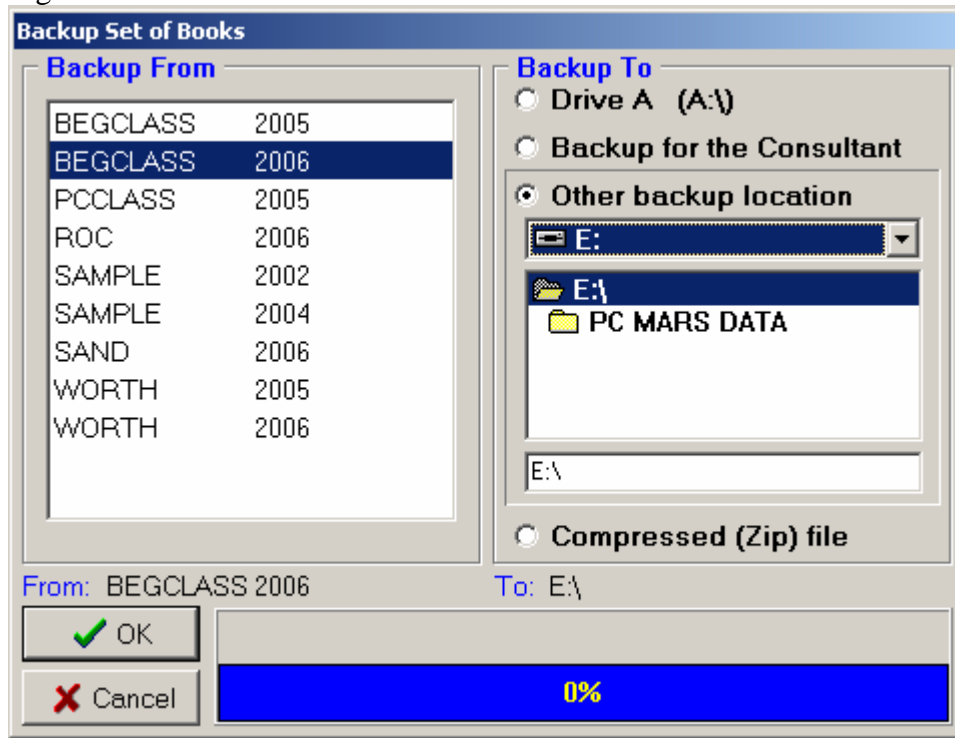 Backup Set of Books
Backup From
BEGCLASS 2005
BEGCLASS 2006
PCCLASS 2005
ROC 2006
SAMPLE 2002
SAMPLE 2004
SAND 2006
WORTH 2005
WORTH 2006
Backup To
Drive A (A:\)
Backup for the Consultant
Other backup location
E:
E:\
PC MARS DATA
E:\
Compressed (Zip) file
From: BEGCLASS 2006
To: E:\
OK
Cancel
0%